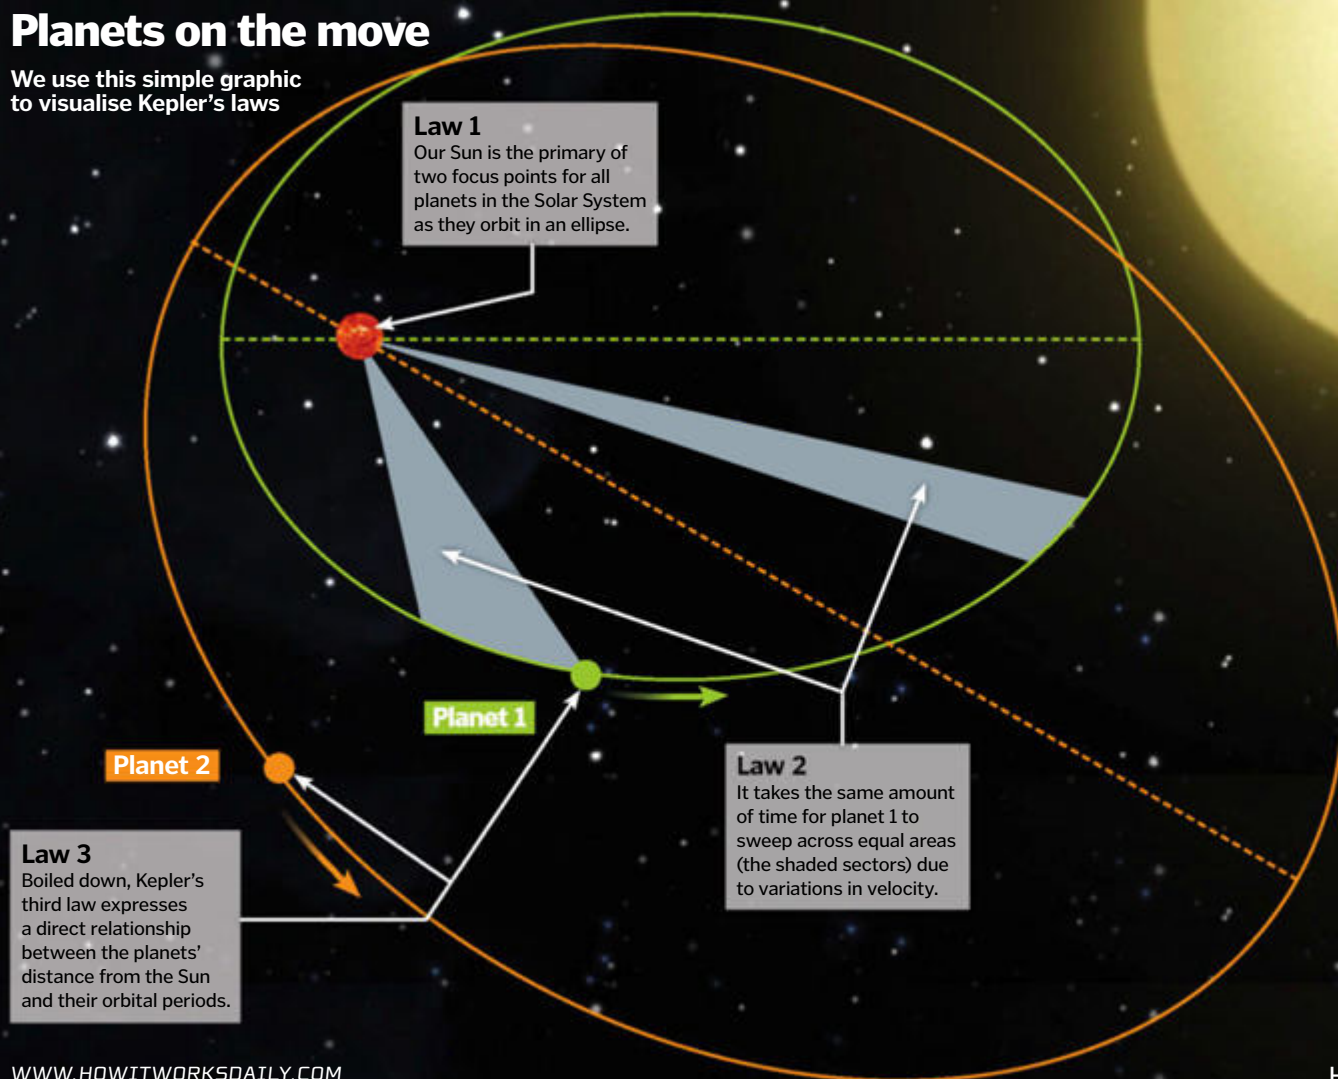 Planets on the move
We use this simple graphic
to visualise Kepler's laws
Law 1
Our Sun is the primary of
two focus points for all
planets in the Solar System
as they orbit in an ellipse.
Planet 1
Planet 2
Law 2
It takes the same amount
of time for planet 1 to
sweep across equal areas
(the shaded sectors) due
to variations in velocity.
Law 3
Boiled down, Kepler's
third law expresses
a direct relationship
between the planets'
distance from the Sun
and their orbital periods.
WWW.HOWITWORKSDAILY.COM